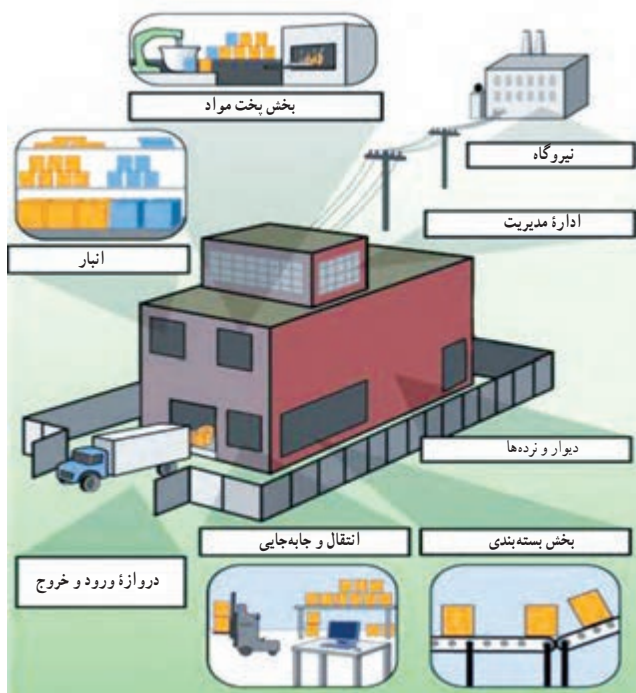 بخش پخت مواد
نیروگاه
ادارهٔ مدیریت
انبار
دیوار و نرده‌ها
انتقال و جابه‌جایی
بخش بسته‌بندی
دروازهٔ ورود و خروج